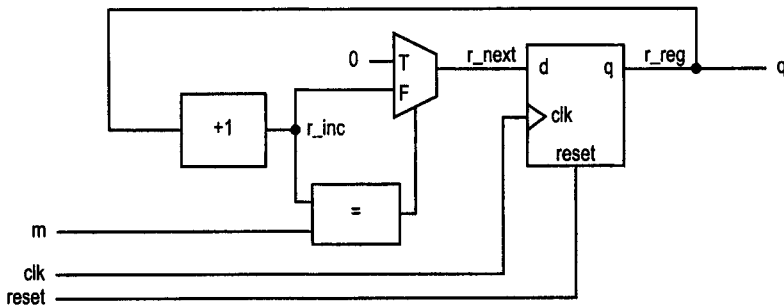 0
T
F
r_next
d
q
r_reg
q
+1
r_inc
clk
reset
=
m
clk
reset